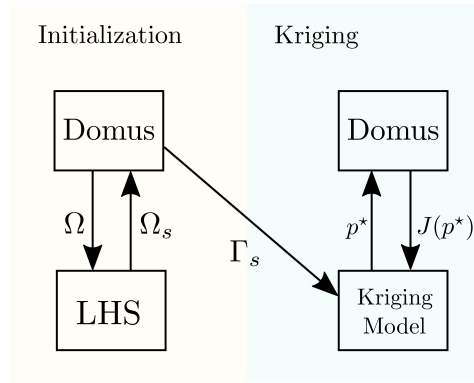 Initialization
Kriging
Domus
Domus
Ω
Ω_s
p*
J(p*)
Γ_s
LHS
Kriging
Model